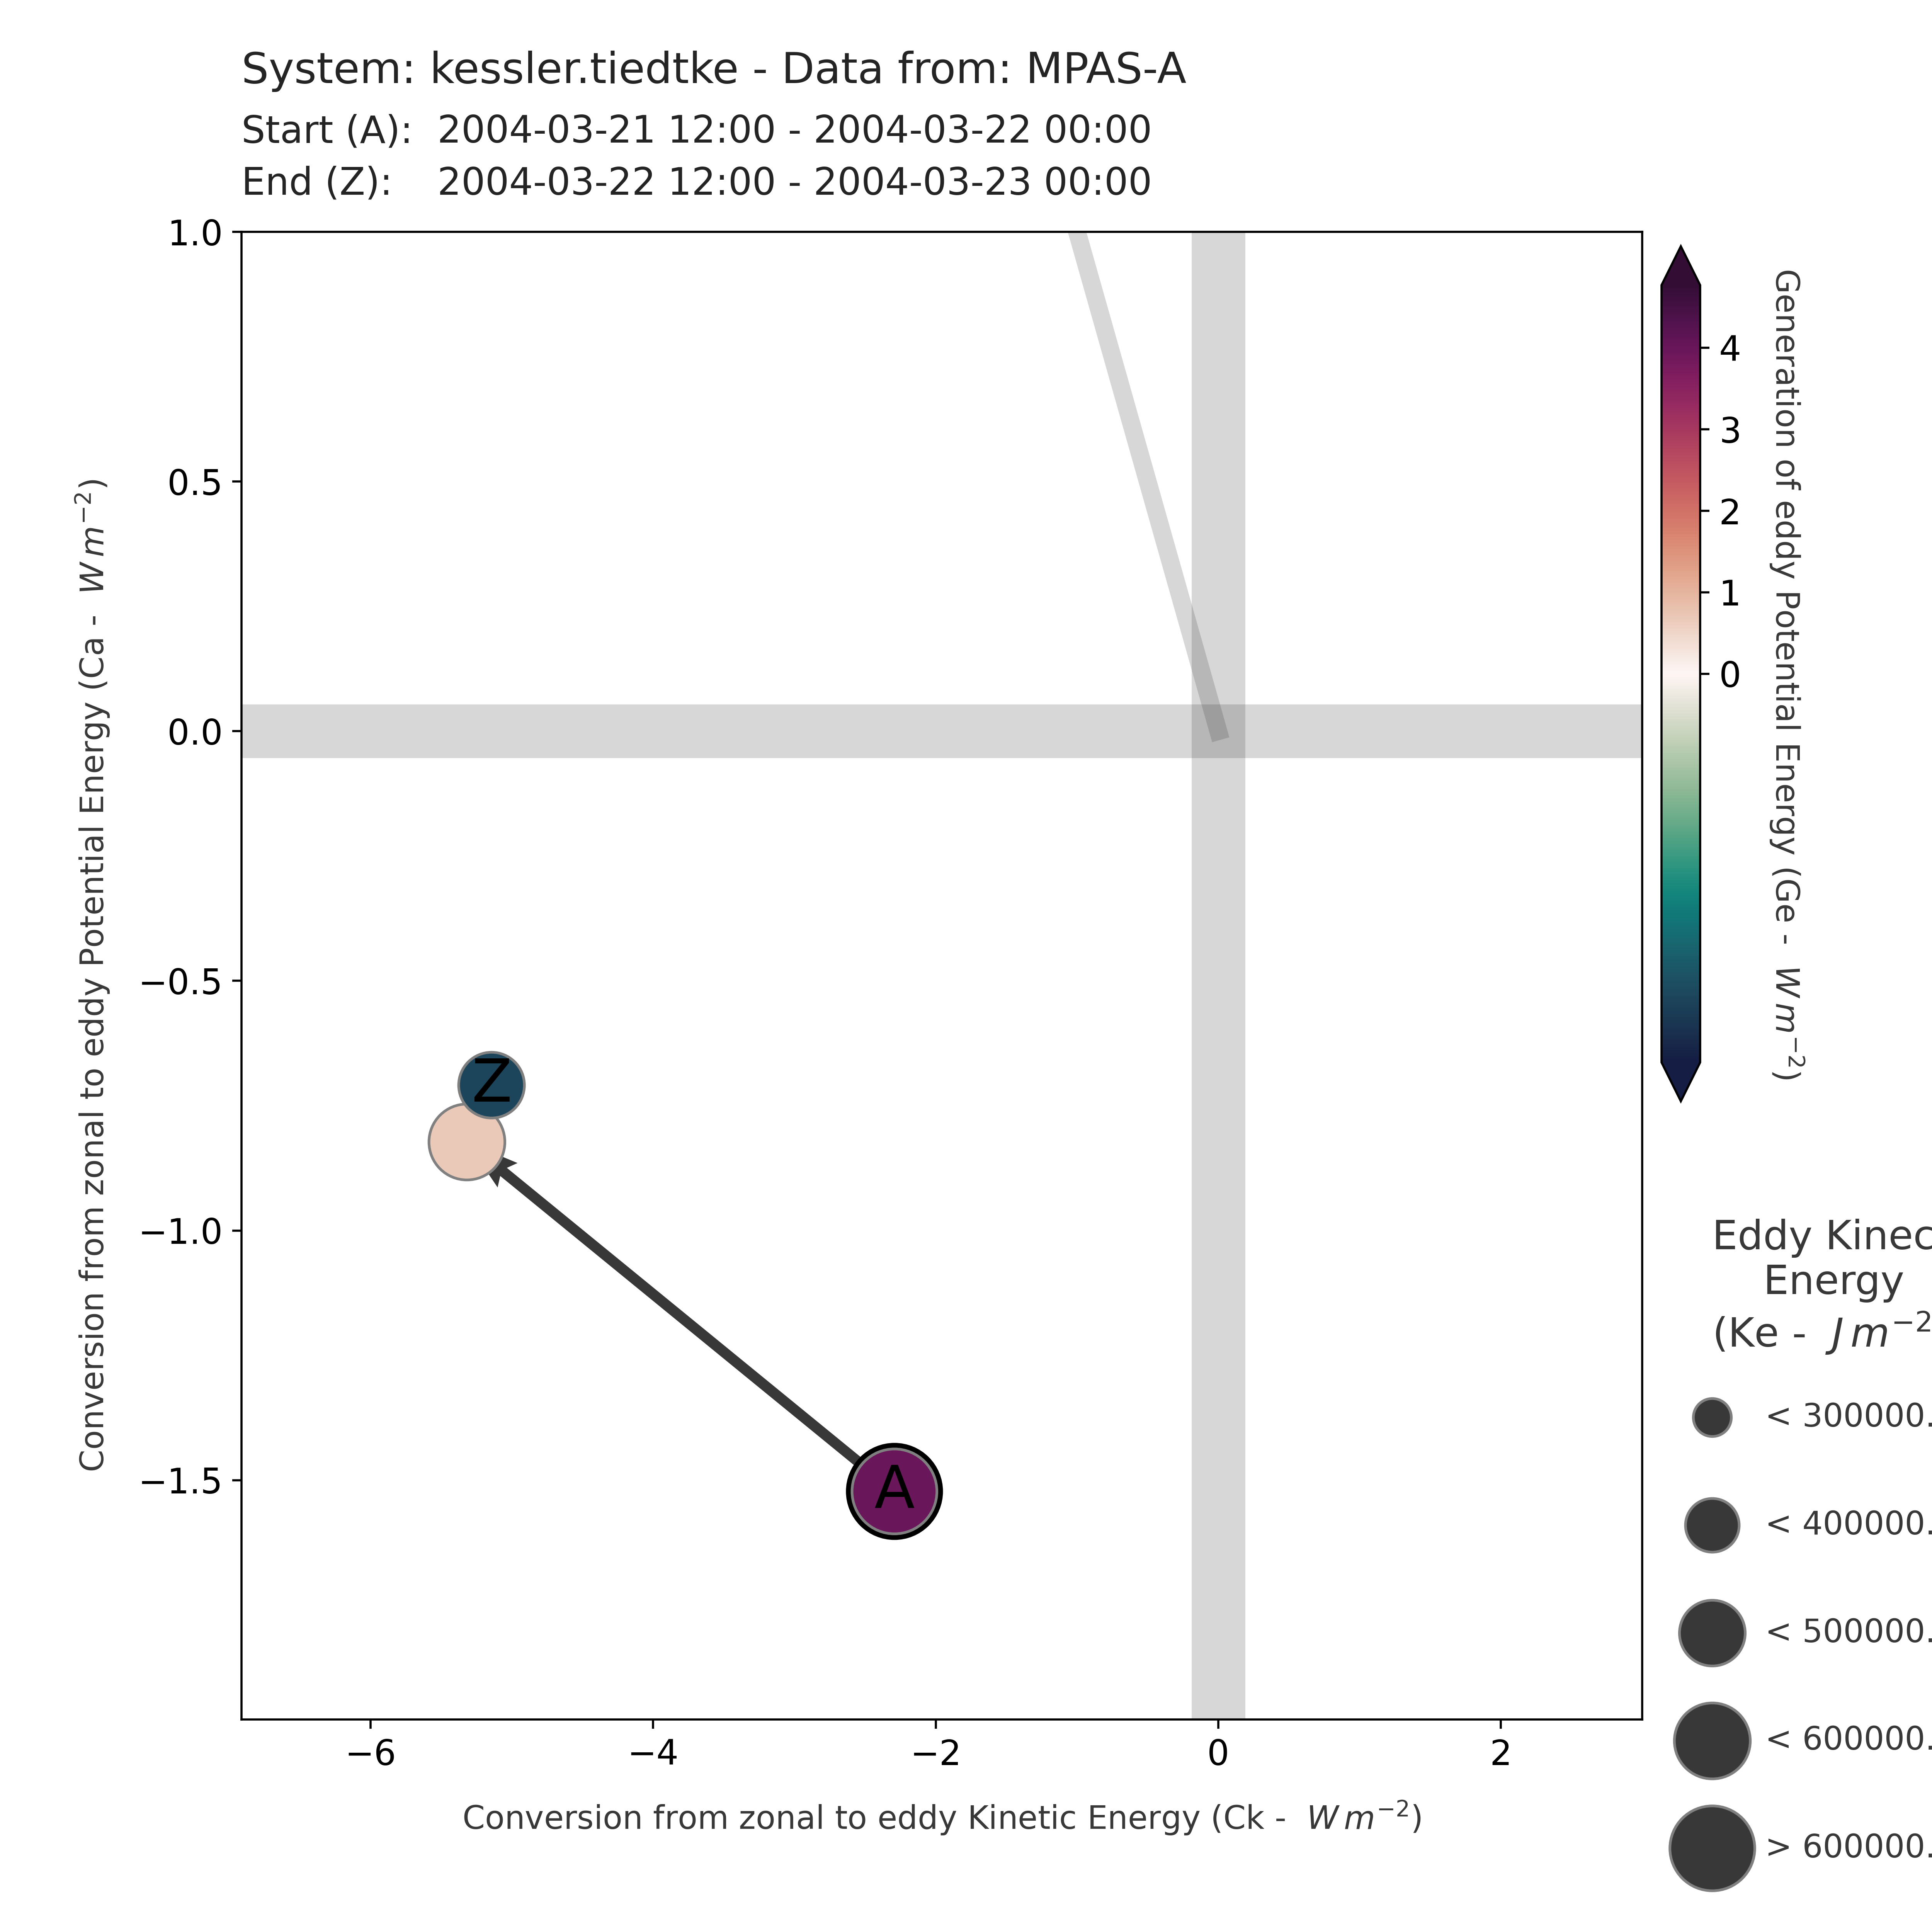 System: kessler.tiedtke - Data from: MPAS-A
Start (A): 2004-03-21 12:00 - 2004-03-22 00:00
End (Z): 2004-03-22 12:00 - 2004-03-23 00:00
Conversion from zonal to eddy Potential Energy (Ca - W m⁻²)
1.0
0.5
0.0
−0.5
−1.0
−1.5
Z
A
−6
−4
−2
0
2
Conversion from zonal to eddy Kinetic Energy (Ck - W m⁻²)
4
3
2
1
0
Generation of eddy Potential Energy (Ge - W m⁻²)
Eddy Kinec
Energy
(Ke - J m⁻²
< 300000.
< 400000.
< 500000.
< 600000.
> 600000.